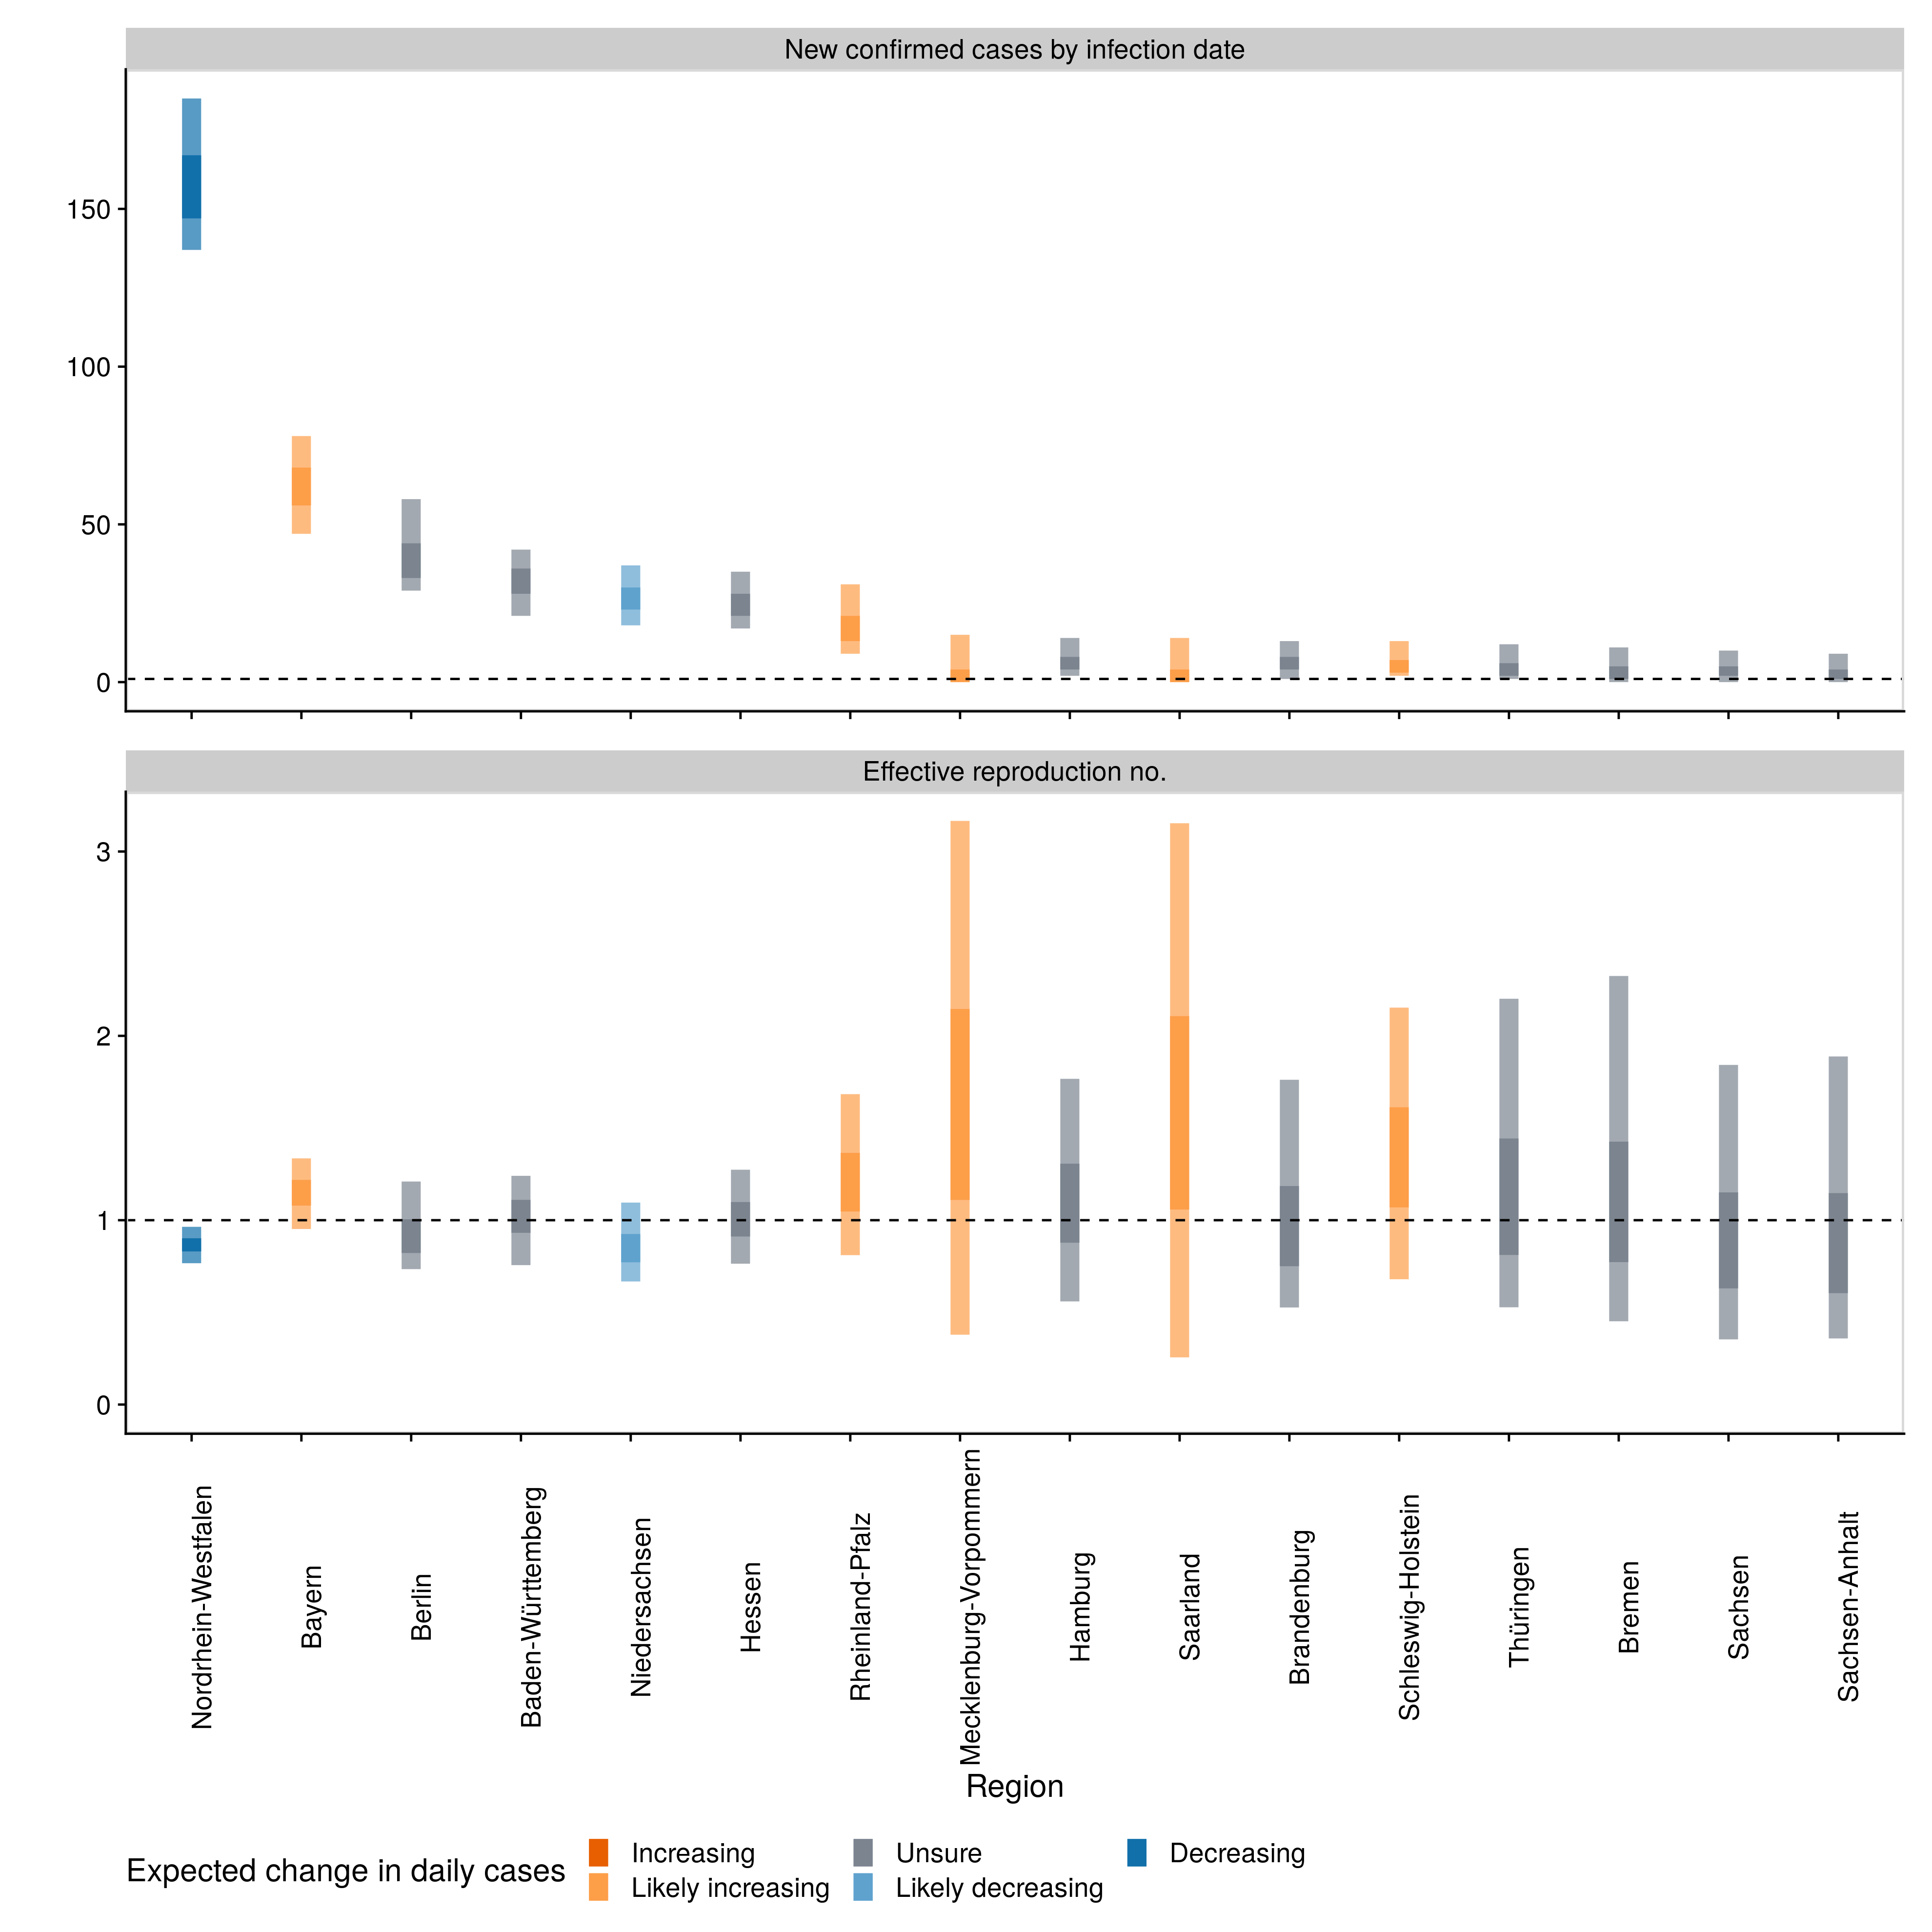 New confirmed cases by infection date
150
100
50
0
Effective reproduction no.
3
2
1
0
Nordrhein-Westfalen
Bayern
Berlin
Baden-Württemberg
Niedersachsen
Hessen
Rheinland-Pfalz
Mecklenburg-Vorpommern
Hamburg
Saarland
Brandenburg
Schleswig-Holstein
Thüringen
Bremen
Sachsen
Sachsen-Anhalt
Region
Expected change in daily cases
Increasing
Likely increasing
Unsure
Likely decreasing
Decreasing